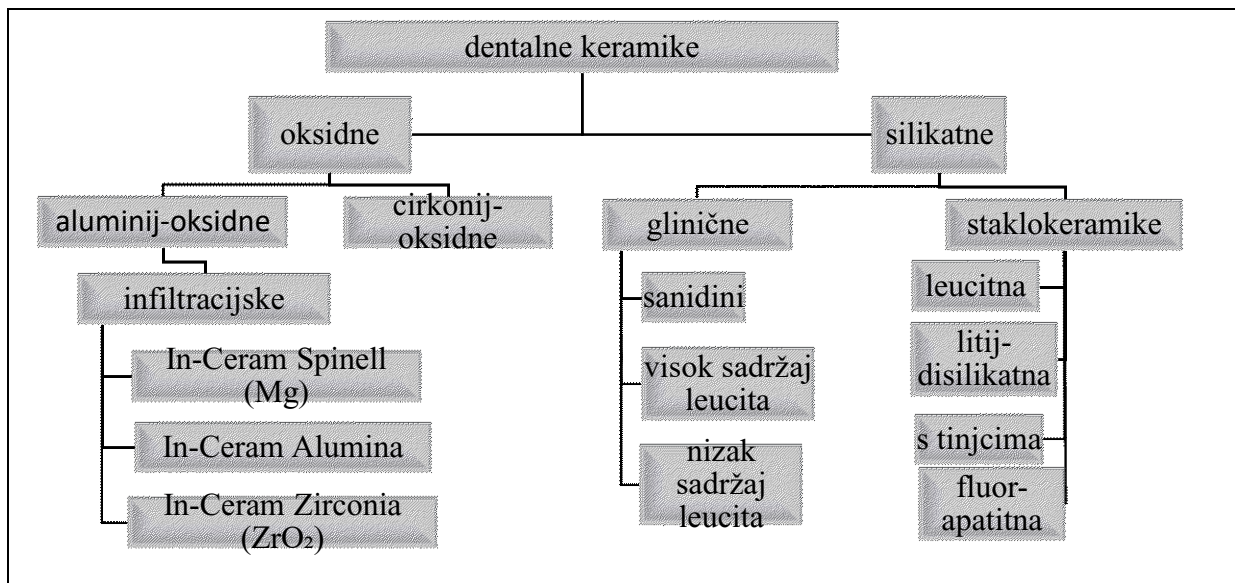 dentalne keramike
oksidne
silikatne
aluminij-oksidne
cirkonij-
oksidne
glinične
staklokeramike
infiltracijske
sanidini
leucitna
In-Ceram Spinell
(Mg)
visok sadržaj
leucita
litij-
disilikatna
In-Ceram Alumina
s tinjcima
nizak
sadržaj
leucita
fluor-
apatitna
In-Ceram Zirconia
(ZrO₂)